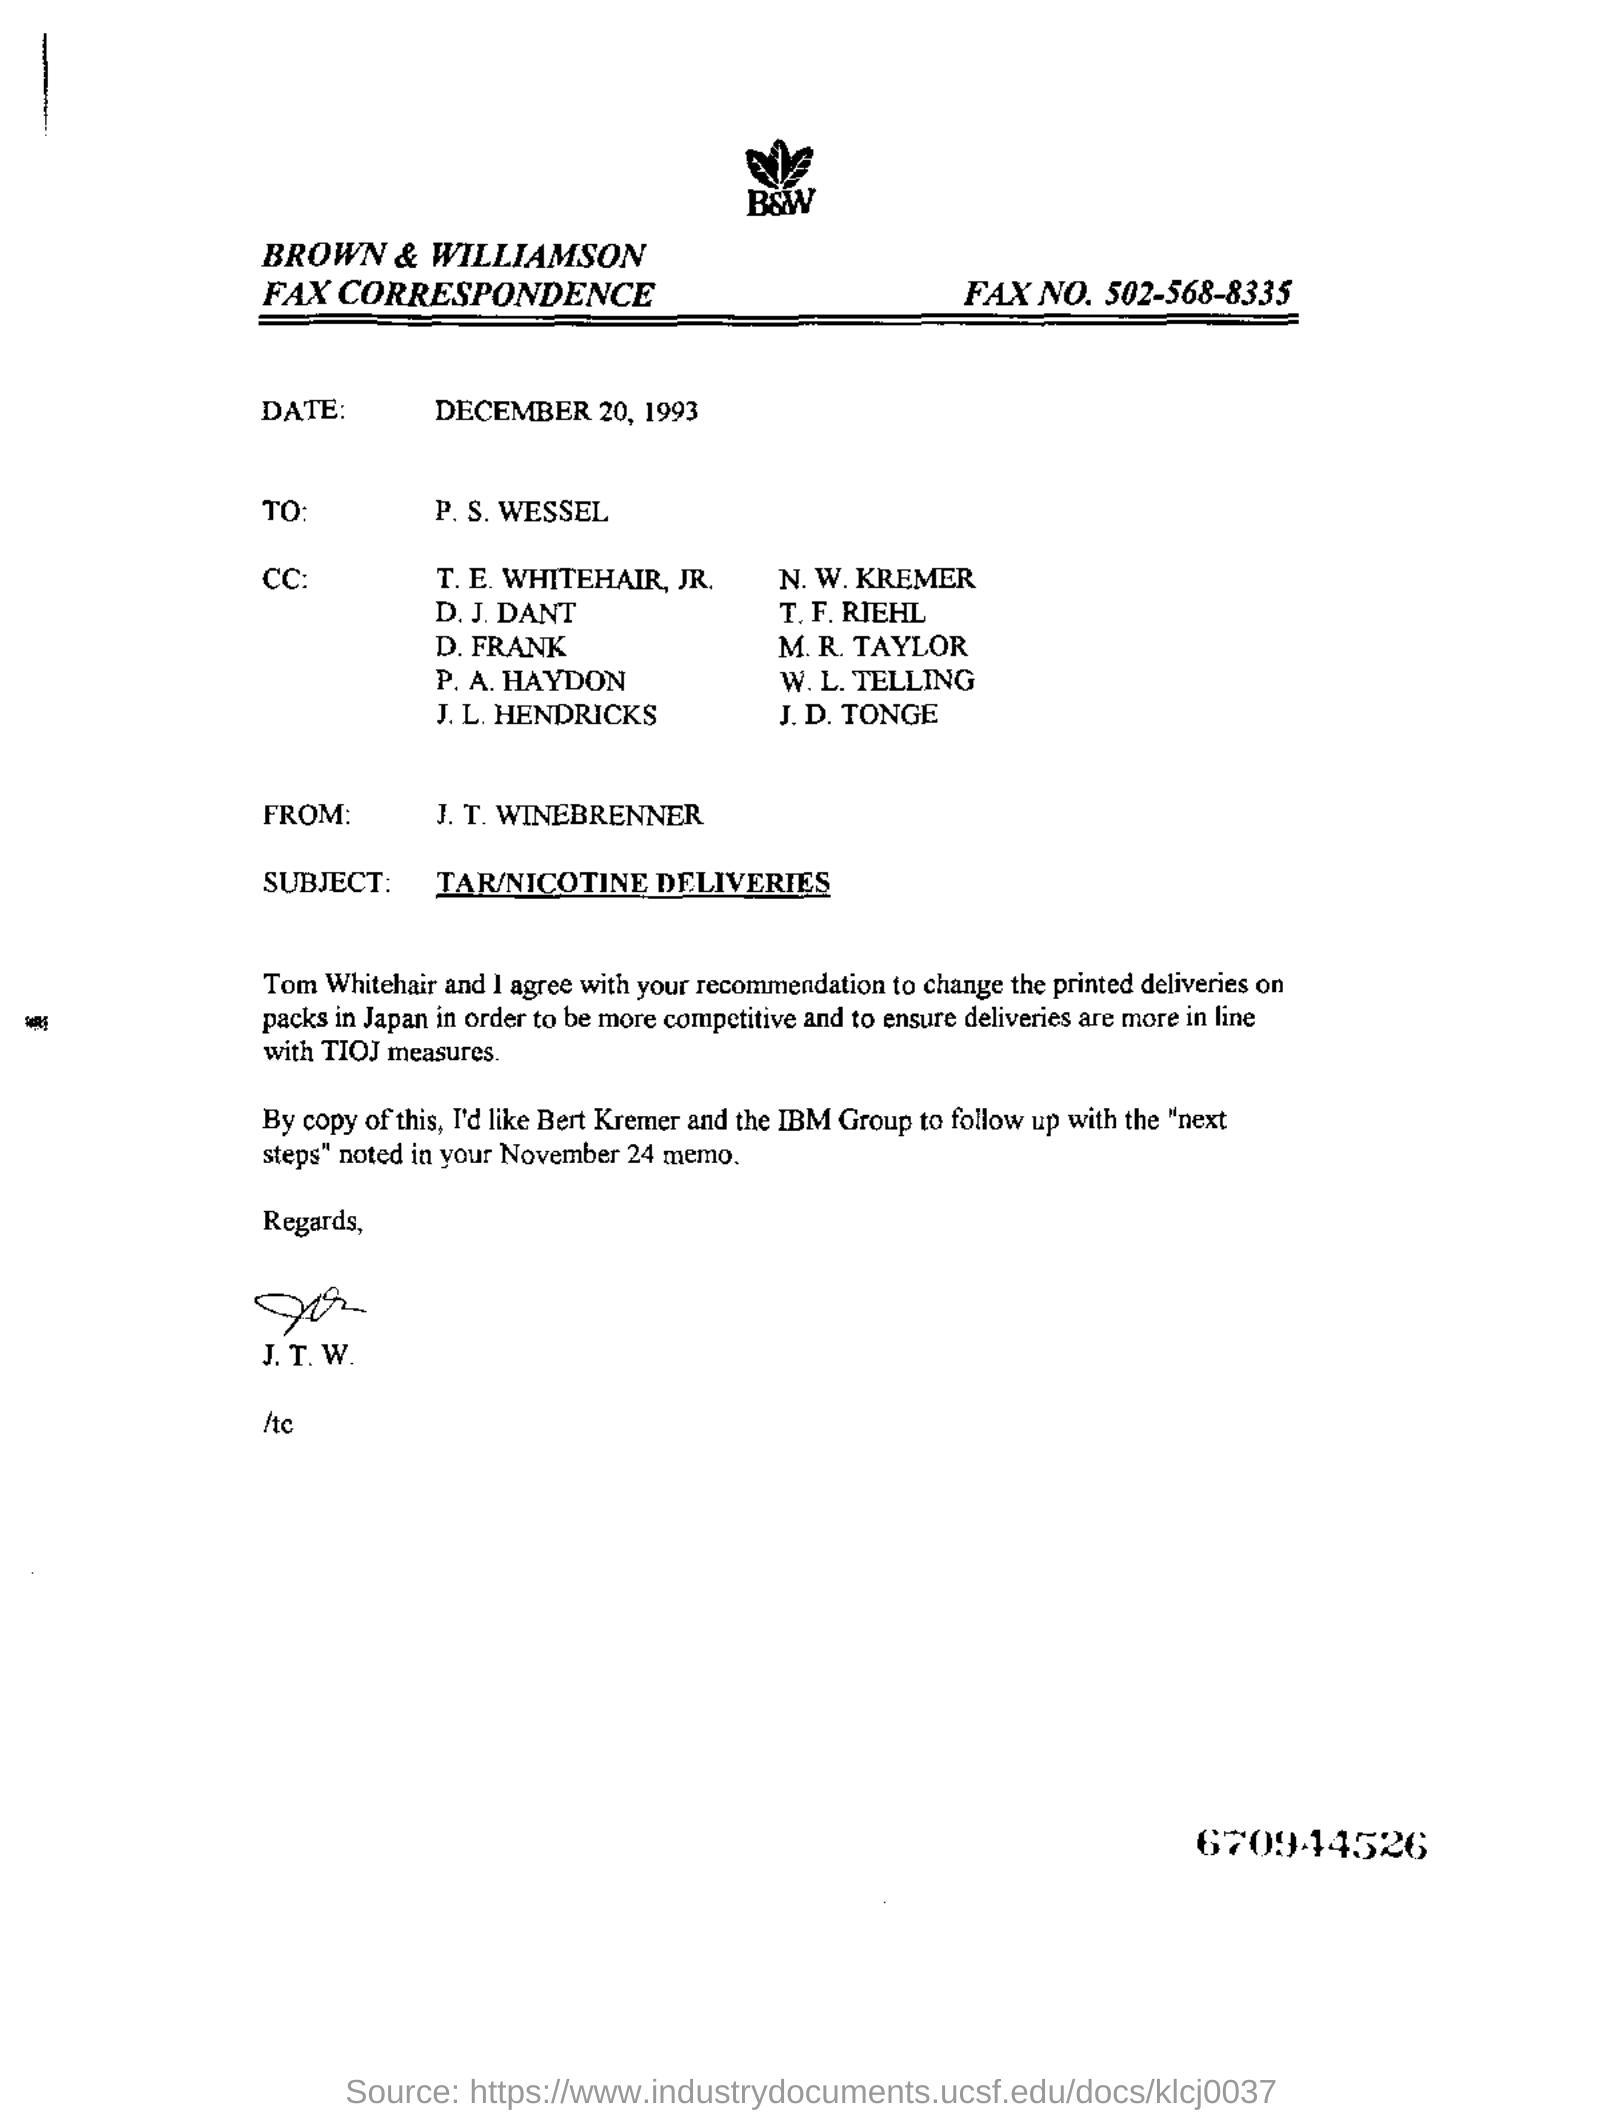 B&W
BROWN & WILLIAMSON
FAX CORRESPONDENCE FAX NO. 502-568-8335
DATE: DECEMBER 20, 1993
TO: P. S. WESSEL
CC: T. E. WHITEHAIR, JR. N. W. KREMER
D. J. DANT T. F. RIEHL
D. FRANK M. R. TAYLOR
P. A. HAYDON W. L. TELLING
J. L. HENDRICKS J. D. TONGE
FROM: J. T. WINEBRENNER
SUBJECT: TAR/NICOTINE DELIVERIES
Tom Whitehair and I agree with your recommendation to change the printed deliveries on
packs in Japan in order to be more competitive and to ensure deliveries are more in line
with TIOJ measures.
By copy of this, I'd like Bert Kremer and the IBM Group to follow up with the "next
steps" noted in your November 24 memo.
Regards,
J. T. W.
/tc
670944526
Source: https://www.industrydocuments.ucsf.edu/docs/klcj0037